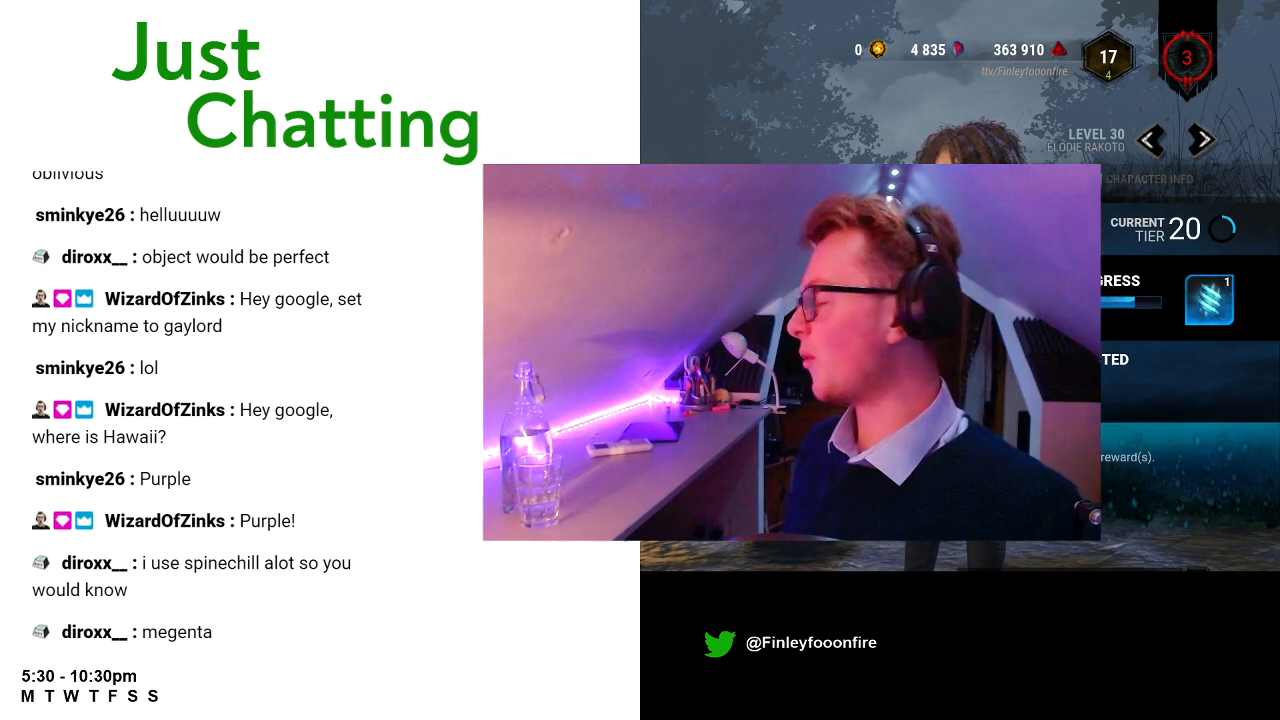 Just
Chatting
oblivious
sminkye26 : helluuuuw
diroxx__ : object would be perfect
WizardOfZinks : Hey google, set
my nickname to gaylord
sminkye26 : lol
WizardOfZinks : Hey google,
where is Hawaii?
sminkye26 : Purple
WizardOfZinks : Purple!
diroxx__ : i use spinechill alot so you
would know
diroxx__ : megenta
5:30 - 10:30pm
M T W T F S S
0 4 835 363 910
ttv/Finleyfooonfire
17
4
3
LEVEL 30
ELODIE RAKOTO
CHARACTER INFO
CURRENT
TIER 20
GRESS
1
TED
reward(s).
@Finleyfooonfire